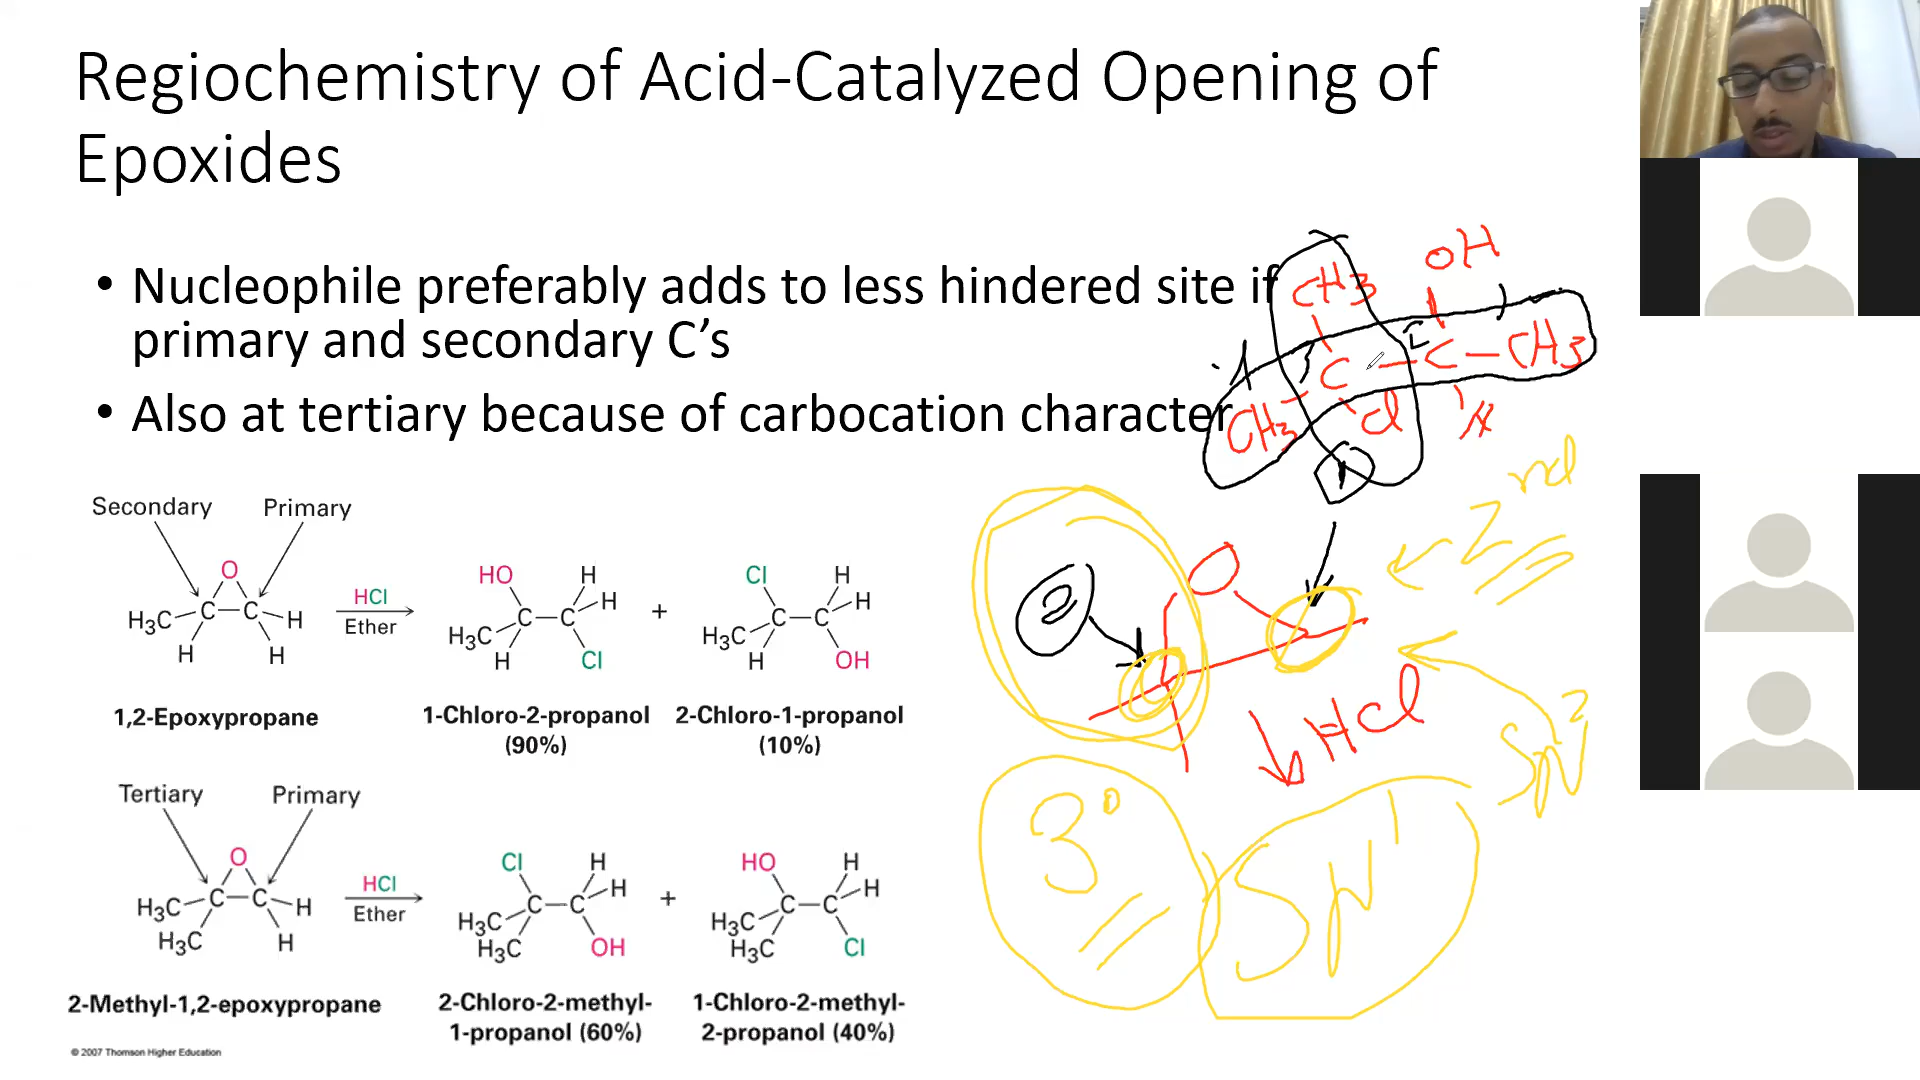 Regiochemistry of Acid-Catalyzed Opening of
Epoxides
• Nucleophile preferably adds to less hindered site if
primary and secondary C's
• Also at tertiary because of carbocation character
Secondary Primary
O
H₃C C C H
H H
HCl
Ether
HO H
H
H₃C C C
H Cl
+
Cl H
H
H₃C C C
H OH
1,2-Epoxypropane
1-Chloro-2-propanol
(90%)
2-Chloro-1-propanol
(10%)
Tertiary Primary
O
H₃C C C H
H₃C H
HCl
Ether
Cl H
H
H₃C C C
H₃C OH
+
HO H
H
H₃C C C
H₃C Cl
2-Methyl-1,2-epoxypropane
2-Chloro-2-methyl-
1-propanol (60%)
1-Chloro-2-methyl-
2-propanol (40%)
© 2007 Thomson Higher Education
OH
CH3
C C CH3
CH3 Cl H
1
2nd
O
2
HCl
SN2
3°
SN1